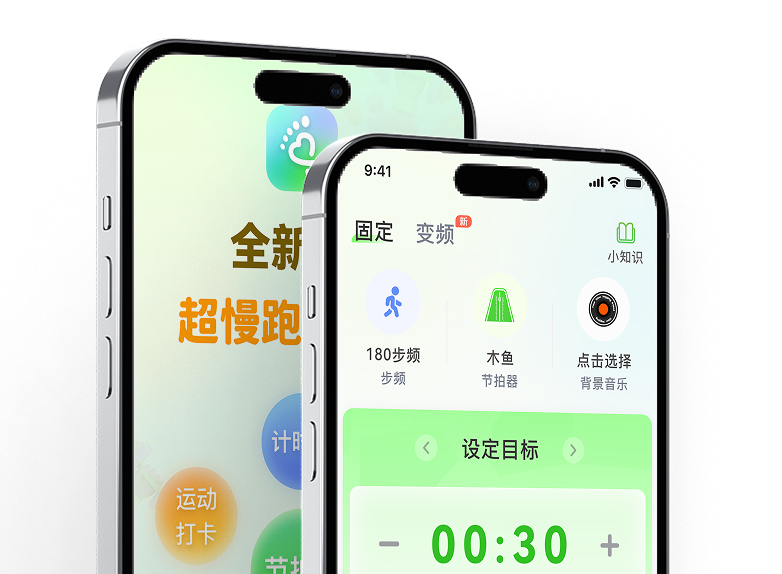 全新
超慢跑
计时
运动
打卡
节拍
9:41
固定
变频
新
小知识
180步频
步频
木鱼
节拍器
点击选择
背景音乐
设定目标
00:30